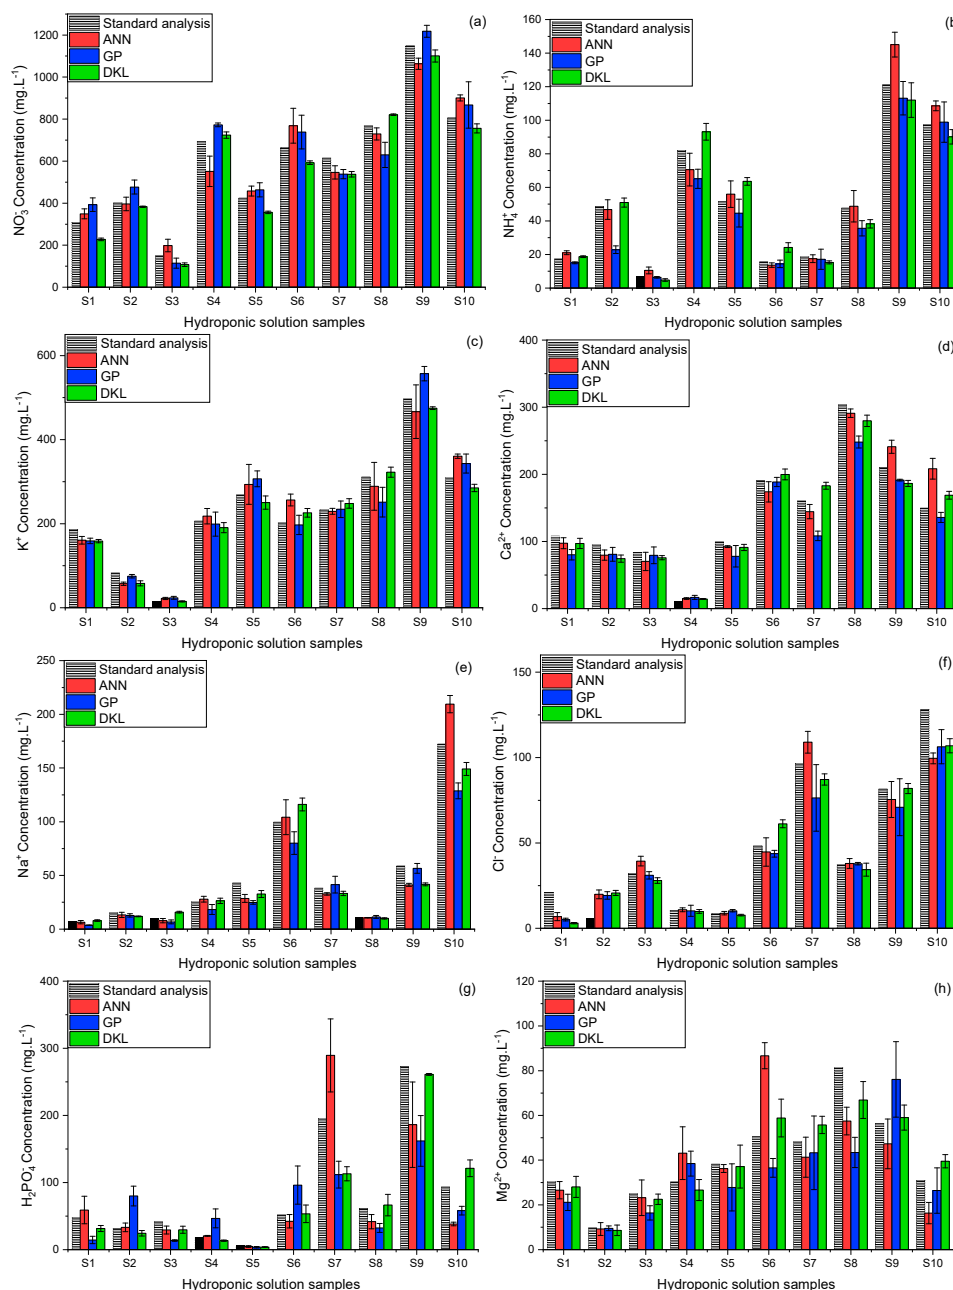 (a)
Standard analysis
ANN
GP
DKL
NO₃⁻ Concentration (mg.L⁻¹)
1200
1000
800
600
400
200
0
S1 S2 S3 S4 S5 S6 S7 S8 S9 S10
Hydroponic solution samples
(b)
Standard analysis
ANN
GP
DKL
NH₄⁺ Concentration (mg.L⁻¹)
160
140
120
100
80
60
40
20
0
S1 S2 S3 S4 S5 S6 S7 S8 S9 S10
Hydroponic solution samples
(c)
Standard analysis
ANN
GP
DKL
K⁺ Concentration (mg.L⁻¹)
600
400
200
0
S1 S2 S3 S4 S5 S6 S7 S8 S9 S10
Hydroponic solution samples
(d)
Standard analysis
ANN
GP
DKL
Ca²⁺ Concentration (mg.L⁻¹)
400
300
200
100
0
S1 S2 S3 S4 S5 S6 S7 S8 S9 S10
Hydroponic solution samples
(e)
Standard analysis
ANN
GP
DKL
Na⁺ Concentration (mg.L⁻¹)
250
200
150
100
50
0
S1 S2 S3 S4 S5 S6 S7 S8 S9 S10
Hydroponic solution samples
(f)
Standard analysis
ANN
GP
DKL
Cl⁻ Concentration (mg.L⁻¹)
150
100
50
0
S1 S2 S3 S4 S5 S6 S7 S8 S9 S10
Hydroponic solution samples
(g)
Standard analysis
ANN
GP
DKL
H₂PO₄⁻ Concentration (mg.L⁻¹)
400
300
200
100
0
S1 S2 S3 S4 S5 S6 S7 S8 S9 S10
Hydroponic solution samples
(h)
Standard analysis
ANN
GP
DKL
Mg²⁺ Concentration (mg.L⁻¹)
120
100
80
60
40
20
0
S1 S2 S3 S4 S5 S6 S7 S8 S9 S10
Hydroponic solution samples